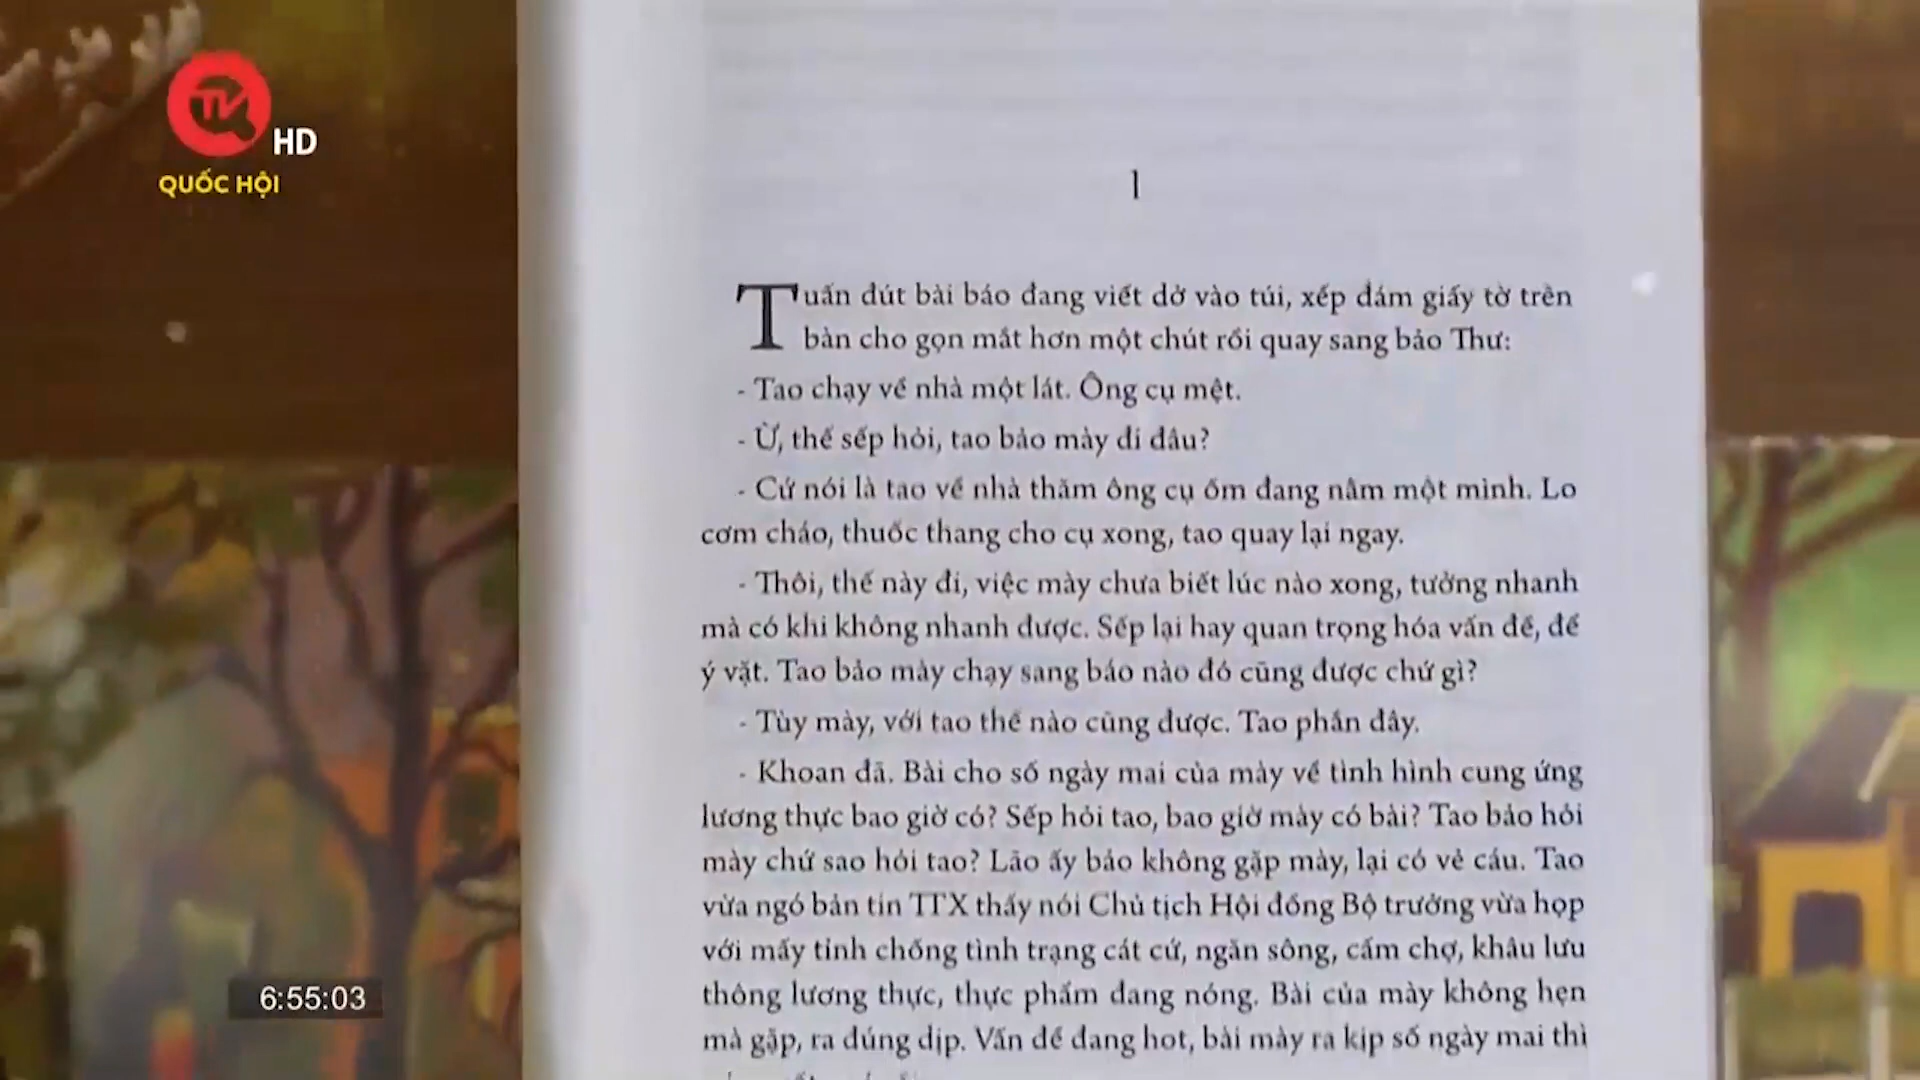 TV
HD
QUỐC HỘI
1
Tuấn đút bài báo đang viết dở vào túi, xếp đám giấy tờ trên
bàn cho gọn mắt hơn một chút rồi quay sang bảo Thư:
- Tao chạy về nhà một lát. Ông cụ mệt.
- Ừ, thế sếp hỏi, tao bảo mày đi đâu?
- Cứ nói là tao về nhà thăm ông cụ ốm đang nằm một mình. Lo
cơm cháo, thuốc thang cho cụ xong, tao quay lại ngay.
- Thôi, thế này đi, việc mày chưa biết lúc nào xong, tưởng nhanh
mà có khi không nhanh được. Sếp lại hay quan trọng hóa vấn đề, để
ý vặt. Tao bảo mày chạy sang báo nào đó cũng được chứ gì?
- Tùy mày, với tao thế nào cũng được. Tao phắn đây.
- Khoan đã. Bài cho số ngày mai của mày về tình hình cung ứng
lương thực bao giờ có? Sếp hỏi tao, bao giờ mày có bài? Tao bảo hỏi
mày chứ sao hỏi tao? Lão ấy bảo không gặp mày, lại có vẻ cáu. Tao
vừa ngó bản tin TTX thấy nói Chủ tịch Hội đồng Bộ trưởng vừa họp
với mấy tỉnh chống tình trạng cát cứ, ngăn sông, cấm chợ, khâu lưu
thông lương thực, thực phẩm đang nóng. Bài của mày không hẹn
mà gặp, ra đúng dịp. Vấn đề đang hot, bài mày ra kịp số ngày mai thì
6:55:03